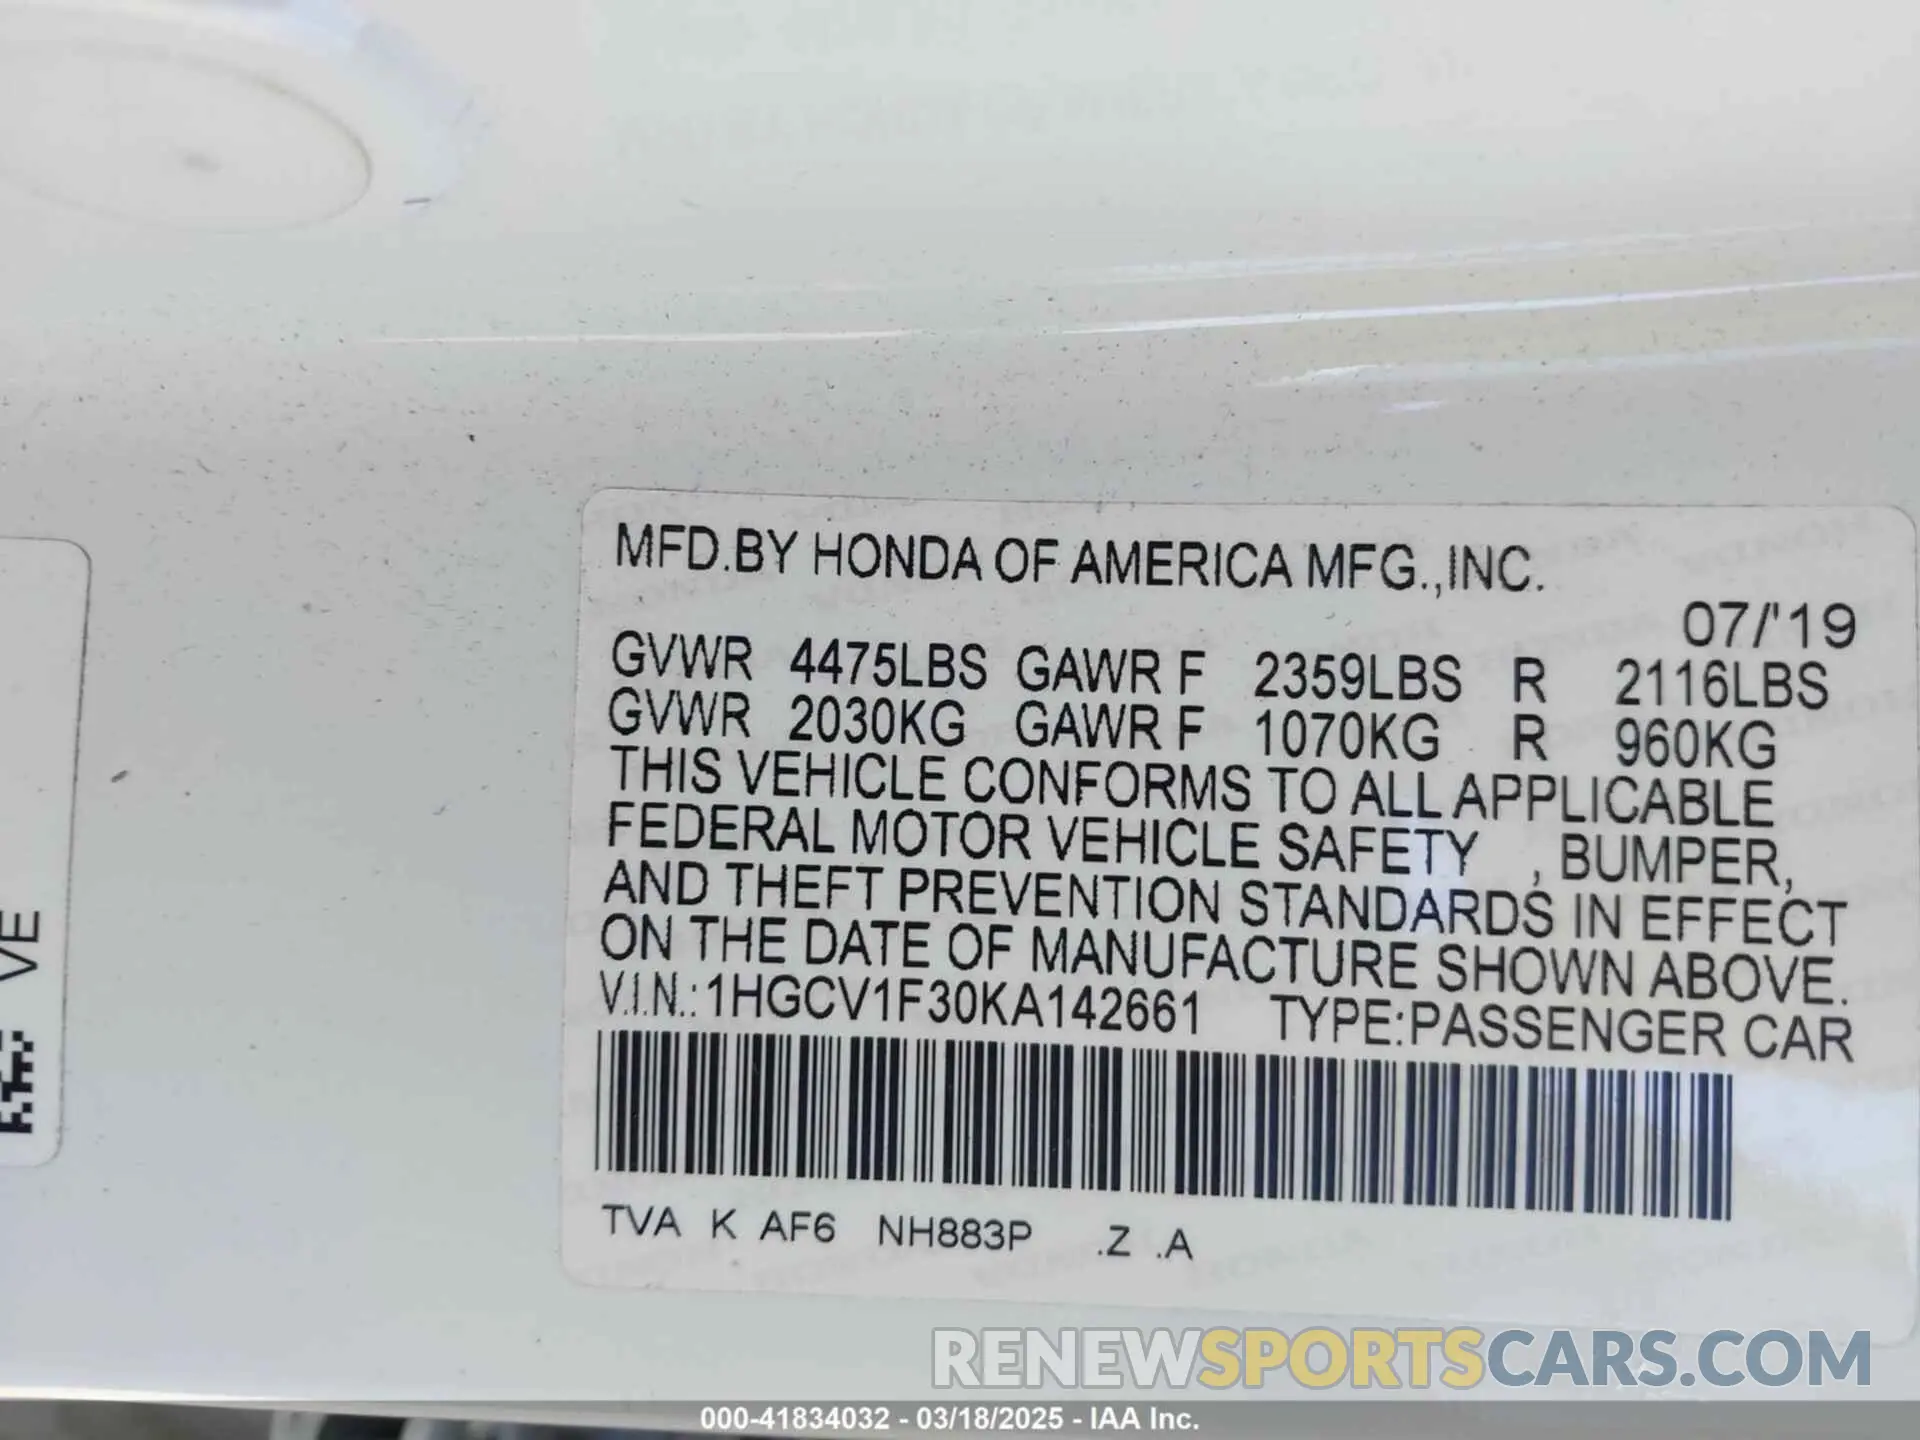 MFD.BY HONDA OF AMERICA MFG.,INC.
07/'19
GVWR 4475LBS GAWR F 2359LBS R 2116LBS
GVWR 2030KG GAWR F 1070KG R 960KG
THIS VEHICLE CONFORMS TO ALL APPLICABLE
FEDERAL MOTOR VEHICLE SAFETY , BUMPER,
AND THEFT PREVENTION STANDARDS IN EFFECT
ON THE DATE OF MANUFACTURE SHOWN ABOVE.
V.I.N.: 1HGCV1F30KA142661 TYPE:PASSENGER CAR
TVA K AF6 NH883P .Z .A
VE
RENEWSPORTSCARS.COM
000-41834032 - 03/18/2025 - IAA Inc.